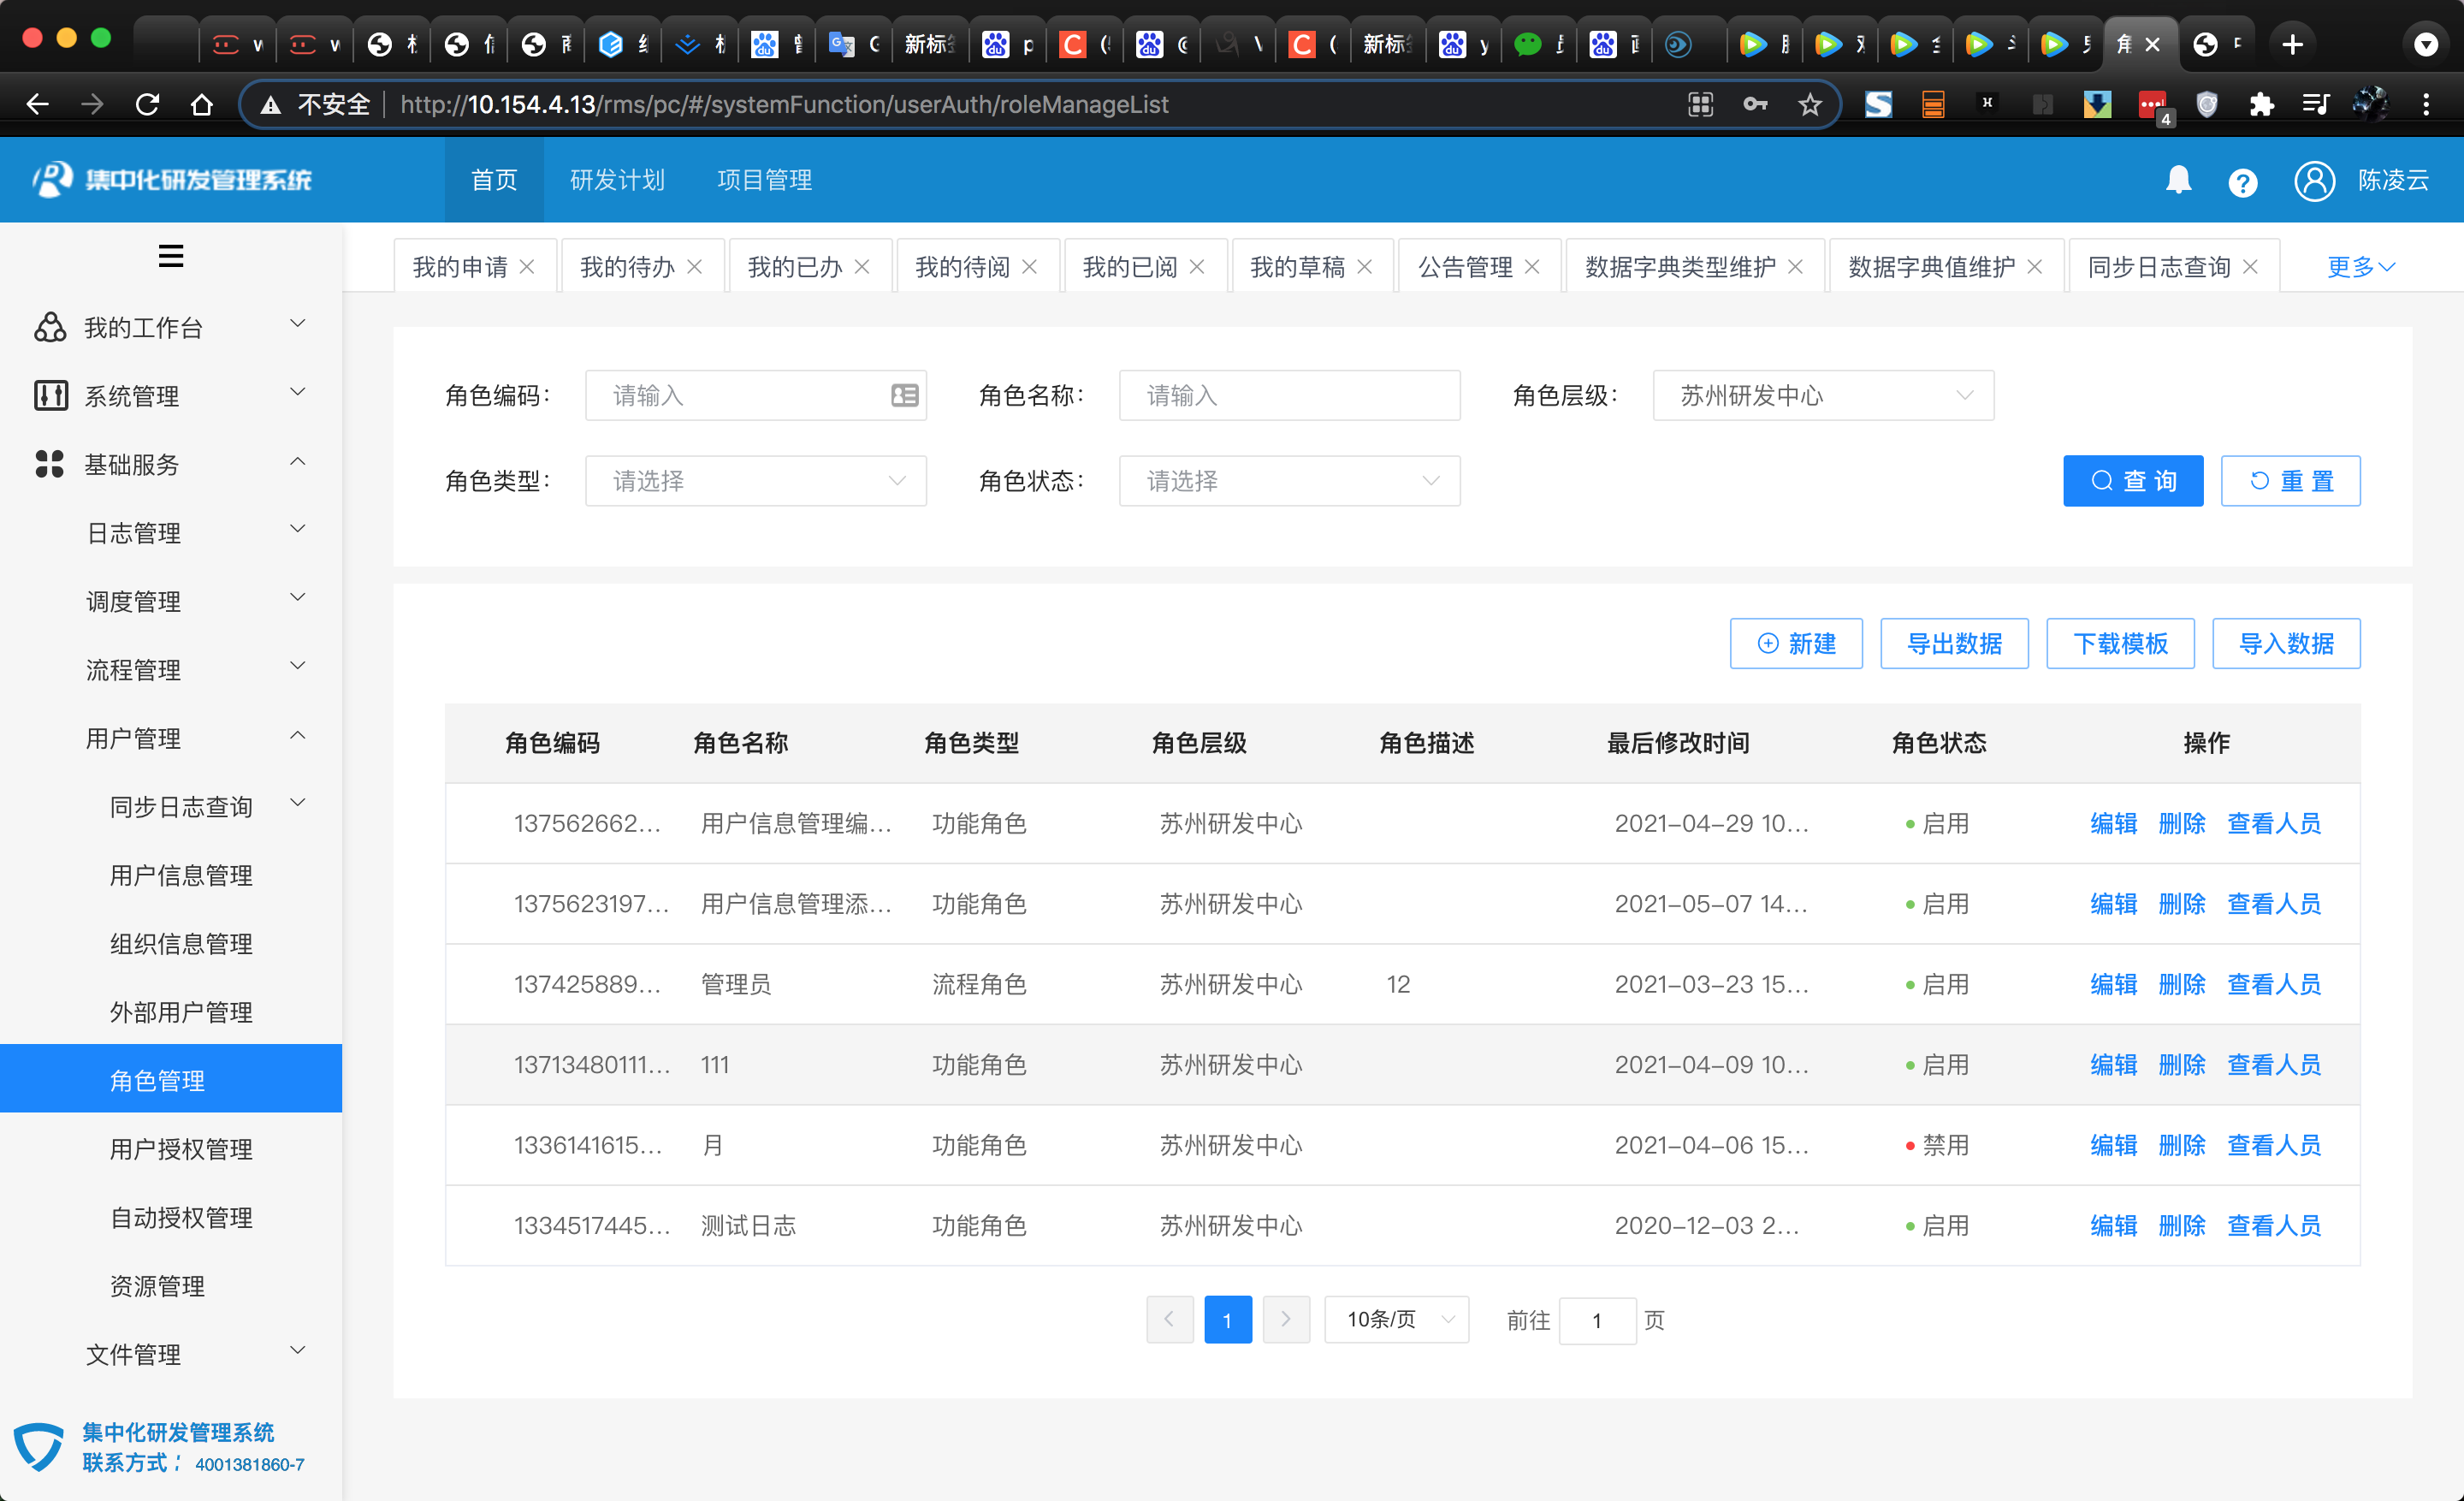 新标
新标
不安全 http://10.154.4.13/rms/pc/#/systemFunction/userAuth/roleManageList
4
集中化研发管理系统 首页 研发计划 项目管理 陈凌云
我的申请 我的待办 我的已办 我的待阅 我的已阅 我的草稿 公告管理 数据字典类型维护 数据字典值维护 同步日志查询 更多
我的工作台
系统管理
基础服务
日志管理
调度管理
流程管理
用户管理
同步日志查询
用户信息管理
组织信息管理
外部用户管理
角色管理
用户授权管理
自动授权管理
资源管理
文件管理
集中化研发管理系统
联系方式: 4001381860-7
角色编码: 请输入 角色名称: 请输入 角色层级: 苏州研发中心
角色类型: 请选择 角色状态: 请选择 查询 重置
新建 导出数据 下载模板 导入数据
角色编码 角色名称 角色类型 角色层级 角色描述 最后修改时间 角色状态 操作
137562662... 用户信息管理编... 功能角色 苏州研发中心 2021-04-29 10... 启用 编辑 删除 查看人员
1375623197... 用户信息管理添... 功能角色 苏州研发中心 2021-05-07 14... 启用 编辑 删除 查看人员
137425889... 管理员 流程角色 苏州研发中心 12 2021-03-23 15... 启用 编辑 删除 查看人员
13713480111... 111 功能角色 苏州研发中心 2021-04-09 10... 启用 编辑 删除 查看人员
1336141615... 月 功能角色 苏州研发中心 2021-04-06 15... 禁用 编辑 删除 查看人员
1334517445... 测试日志 功能角色 苏州研发中心 2020-12-03 2... 启用 编辑 删除 查看人员
1 10条/页 前往 1 页